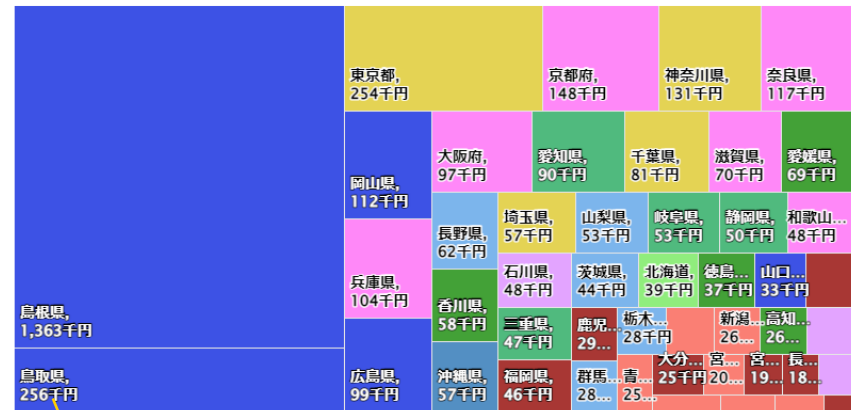 島根県,
1,363千円
鳥取県,
256千円
東京都,
254千円
京都府,
148千円
神奈川県,
131千円
奈良県,
117千円
岡山県,
112千円
兵庫県,
104千円
広島県,
99千円
大阪府,
97千円
愛知県,
90千円
千葉県,
81千円
滋賀県,
70千円
愛媛県,
69千円
長野県,
62千円
香川県,
58千円
沖縄県,
57千円
埼玉県,
57千円
山梨県,
53千円
岐阜県,
53千円
静岡県,
50千円
和歌山...
48千円
石川県,
48千円
茨城県,
44千円
北海道,
39千円
徳島...
37千円
山口...
33千円
三重県,
47千円
福岡県,
46千円
鹿児...
29...
栃木...
28千円
新潟...
26...
高知...
26...
群馬...
28...
青...
25...
大分...
25千円
宮...
20...
宮...
19...
長...
18...